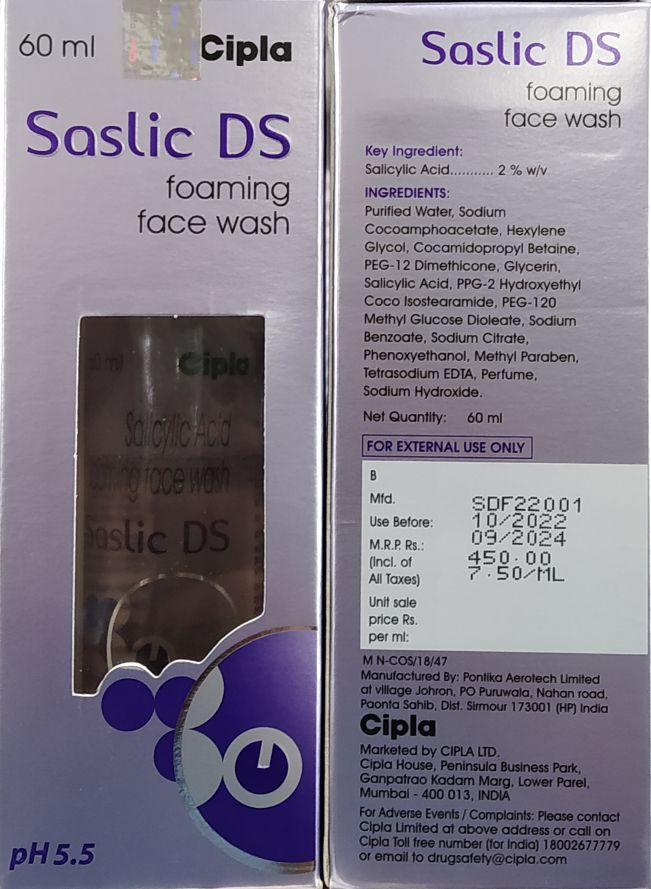 60 ml
Cipla
Saslic DS
foaming
face wash
60 ml
Cipla
Salicylic Acid
foaming face wash
Saslic DS
pH 5.5
Saslic DS
foaming
face wash
Key Ingredient:
Salicylic Acid........... 2 % w/v
INGREDIENTS:
Purified Water, Sodium
Cocoamphoacetate, Hexylene
Glycol, Cocamidopropyl Betaine,
PEG-12 Dimethicone, Glycerin,
Salicylic Acid, PPG-2 Hydroxyethyl
Coco Isostearamide, PEG-120
Methyl Glucose Dioleate, Sodium
Benzoate, Sodium Citrate,
Phenoxyethanol, Methyl Paraben,
Tetrasodium EDTA, Perfume,
Sodium Hydroxide.
Net Quantity: 60 ml
FOR EXTERNAL USE ONLY
B SDF22001
Mfd. 10/2022
Use Before: 09/2024
M.R.P. Rs.: 450.00
(Incl. of 7.50/ML
All Taxes)
Unit sale
price Rs.
per ml:
M N-COS/18/47
Manufactured By: Pontika Aerotech Limited
at village Johron, PO Puruwala, Nahan road,
Paonta Sahib, Dist. Sirmour 173001 (HP) India
Cipla
Marketed by CIPLA LTD.
Cipla House, Peninsula Business Park,
Ganpatrao Kadam Marg, Lower Parel,
Mumbai - 400 013, INDIA
For Adverse Events / Complaints: Please contact
Cipla Limited at above address or call on
Cipla Toll free number (for India) 18002677779
or email to drugsafety@cipla.com